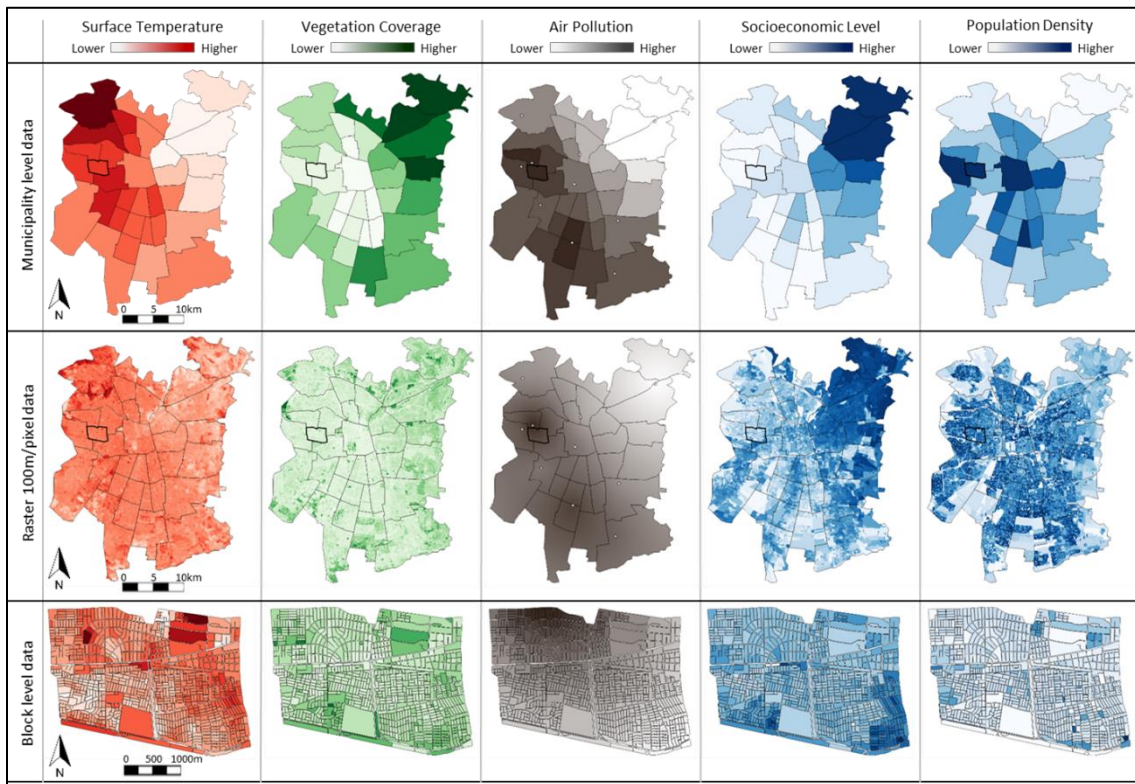 Surface Temperature
Lower Higher
Vegetation Coverage
Lower Higher
Air Pollution
Lower Higher
Socioeconomic Level
Lower Higher
Population Density
Lower Higher
Municipality level data
N
0 5 10km
Raster 100m/pixel data
N
0 5 10km
Block level data
N
0 500 1000m